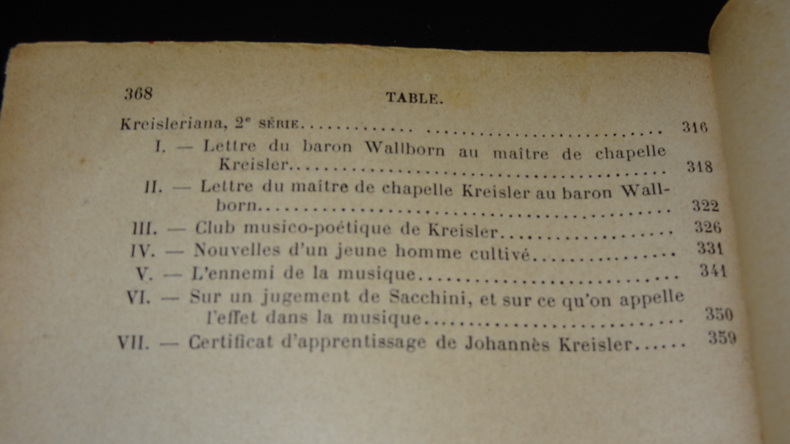 368
TABLE.
Kreisleriana, 2e SÉRIE............. .......................... 316
I. — Lettre du baron Wallborn au maître de chapelle
Kreisler.......................................... 318
II. — Lettre du maître de chapelle Kreisler au baron Wall-
born............................................. 322
III. — Club musico-poétique de Kreisler.................. 326
IV. — Nouvelles d'un jeune homme cultivé............... 331
V. — L'ennemi de la musique........................... 341
VI. — Sur un jugement de Sacchini, et sur ce qu'on appelle
l'effet dans la musique........................... 350
VII. — Certificat d'apprentissage de Johannès Kreisler...... 359